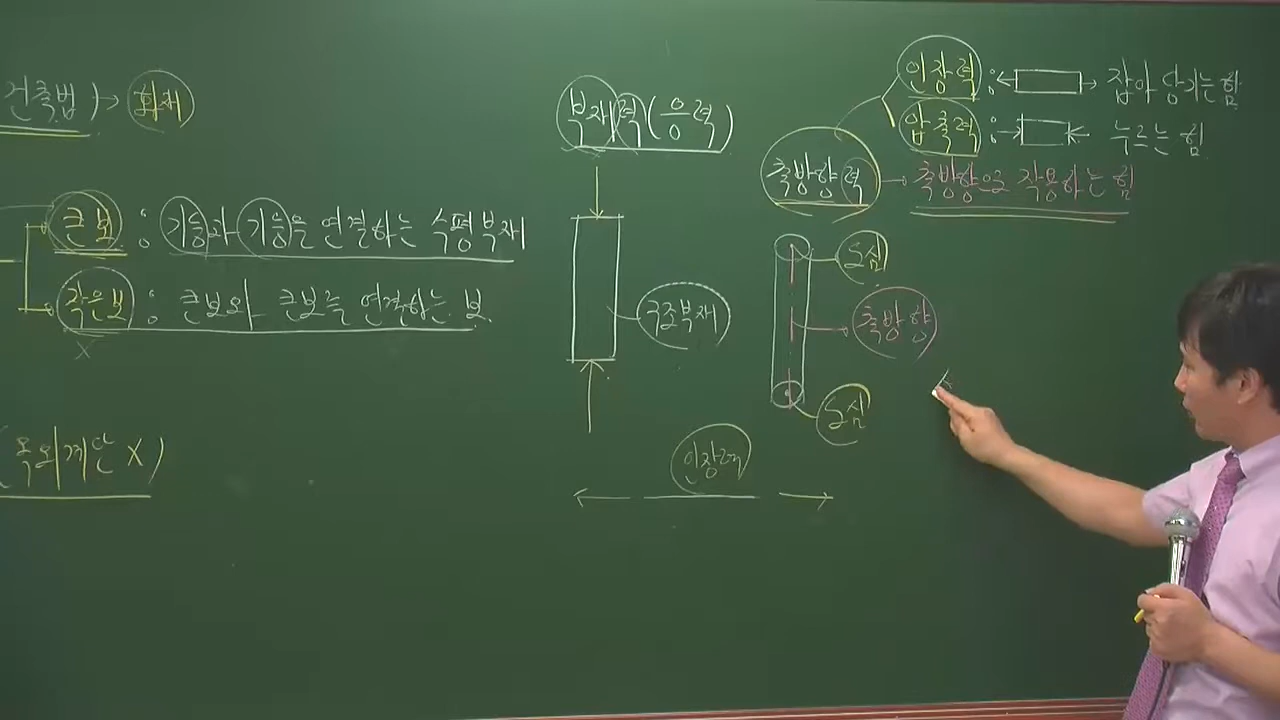 건축법) → 화재
큰보 : 기둥과 기둥을 연결하는 수평부재
작은보 : 큰보와 큰보를 연결하는 보
X
(목요계단 X)
부재력(응력)
구조부재
인장력
인장력 : 잡아 당기는 힘
압축력 : 누르는 힘
축방향력 → 축방향으로 작용하는 힘
도심
축방향
도심